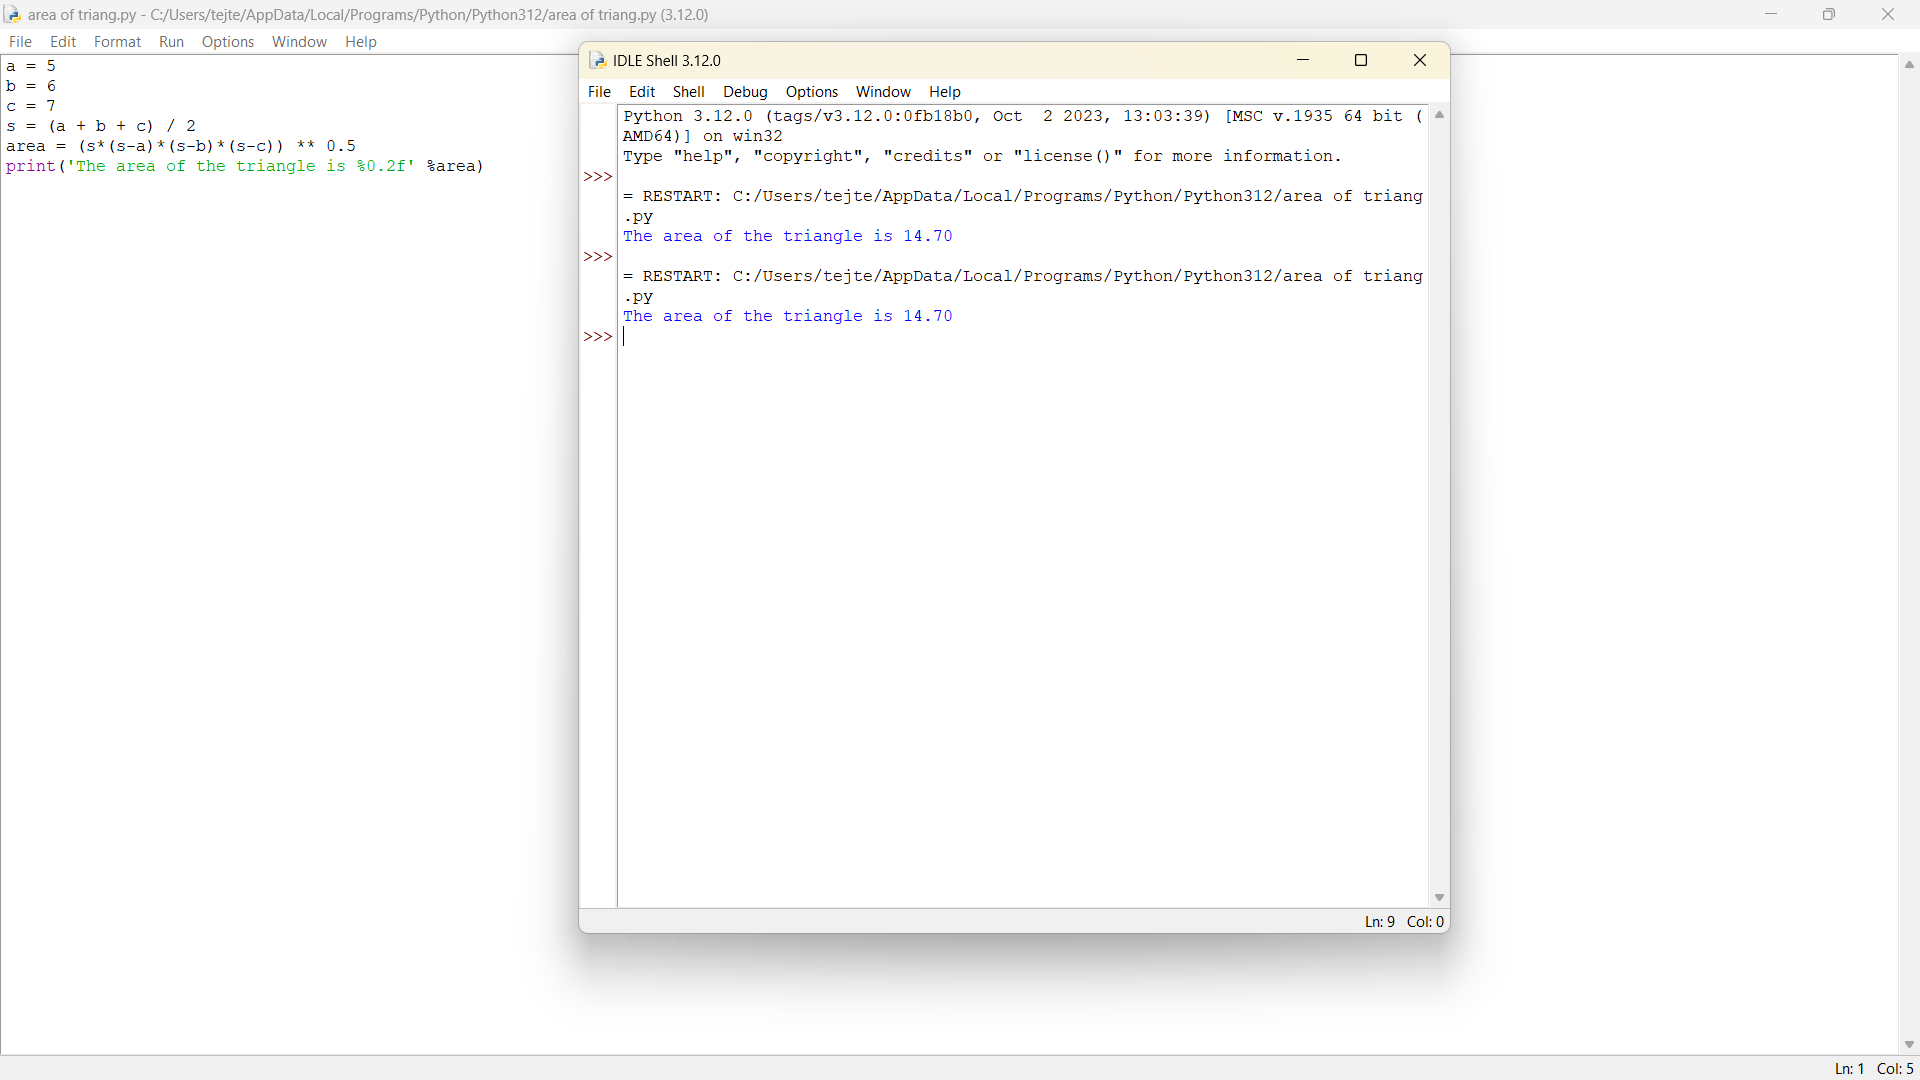 area of triang.py - C:/Users/tejte/AppData/Local/Programs/Python/Python312/area of triang.py (3.12.0)
File Edit Format Run Options Window Help
a = 5
b = 6
c = 7
s = (a + b + c) / 2
area = (s*(s-a)*(s-b)*(s-c)) ** 0.5
print('The area of the triangle is %0.2f' %area)
IDLE Shell 3.12.0
File Edit Shell Debug Options Window Help
Python 3.12.0 (tags/v3.12.0:0fb18b0, Oct  2 2023, 13:03:39) [MSC v.1935 64 bit (
AMD64)] on win32
Type "help", "copyright", "credits" or "license()" for more information.
>>>
= RESTART: C:/Users/tejte/AppData/Local/Programs/Python/Python312/area of triang
.py
The area of the triangle is 14.70
>>>
= RESTART: C:/Users/tejte/AppData/Local/Programs/Python/Python312/area of triang
.py
The area of the triangle is 14.70
>>>
Ln: 9 Col: 0
Ln: 1 Col: 5